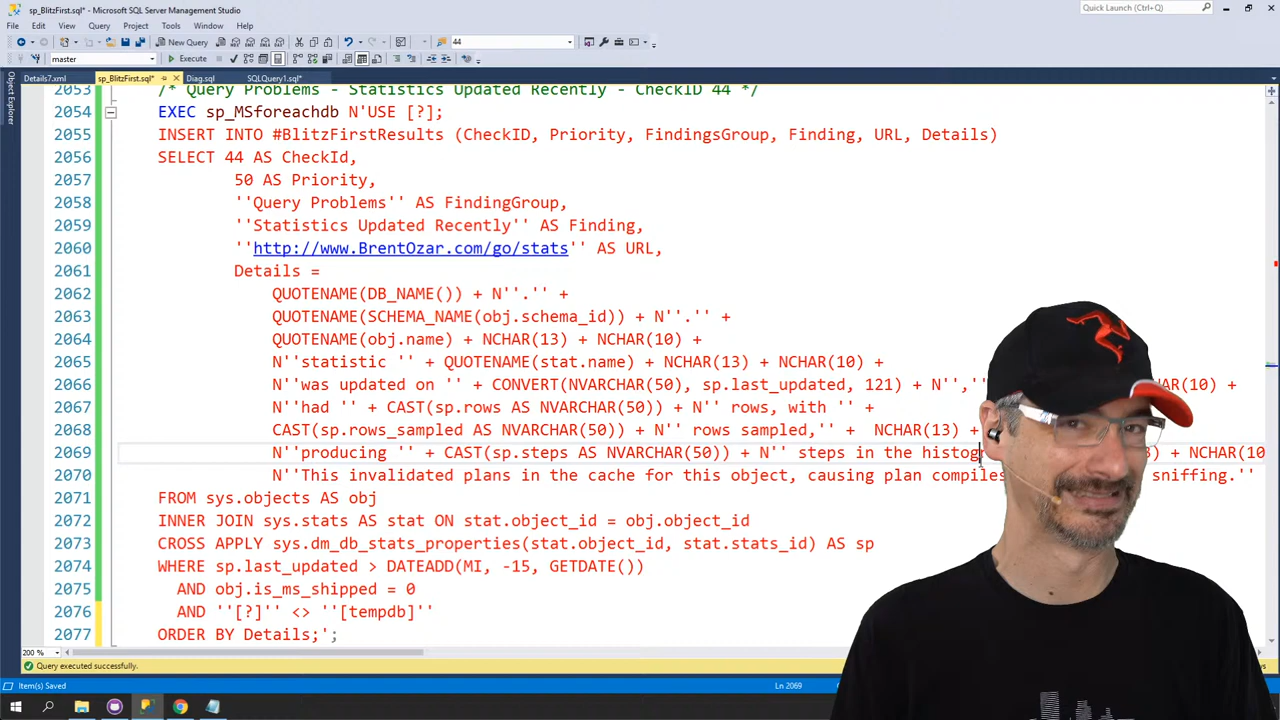 sp_BlitzFirst.sql* - Microsoft SQL Server Management Studio
Quick Launch (Ctrl+Q)
File Edit View Query Project Tools Window Help
New Query 44
master Execute
Details7.xml sp_BlitzFirst.sql* Diag.sql SQLQuery1.sql*
Object Explorer
2053 /* Query Problems - Statistics Updated Recently - CheckID 44 */
2054 EXEC sp_MSforeachdb N'USE [?];
2055 INSERT INTO #BlitzFirstResults (CheckID, Priority, FindingsGroup, Finding, URL, Details)
2056 SELECT 44 AS CheckId,
2057 50 AS Priority,
2058 ''Query Problems'' AS FindingGroup,
2059 ''Statistics Updated Recently'' AS Finding,
2060 ''http://www.BrentOzar.com/go/stats'' AS URL,
2061 Details =
2062 QUOTENAME(DB_NAME()) + N''.'' +
2063 QUOTENAME(SCHEMA_NAME(obj.schema_id)) + N''.'' +
2064 QUOTENAME(obj.name) + NCHAR(13) + NCHAR(10) +
2065 N''statistic '' + QUOTENAME(stat.name) + NCHAR(13) + NCHAR(10) +
2066 N''was updated on '' + CONVERT(NVARCHAR(50), sp.last_updated, 121) + N'','' AR(10) +
2067 N''had '' + CAST(sp.rows AS NVARCHAR(50)) + N'' rows, with '' +
2068 CAST(sp.rows_sampled AS NVARCHAR(50)) + N'' rows sampled,'' + NCHAR(13) +
2069 N''producing '' + CAST(sp.steps AS NVARCHAR(50)) + N'' steps in the histog ) + NCHAR(10
2070 N''This invalidated plans in the cache for this object, causing plan compiles sniffing.''
2071 FROM sys.objects AS obj
2072 INNER JOIN sys.stats AS stat ON stat.object_id = obj.object_id
2073 CROSS APPLY sys.dm_db_stats_properties(stat.object_id, stat.stats_id) AS sp
2074 WHERE sp.last_updated > DATEADD(MI, -15, GETDATE())
2075 AND obj.is_ms_shipped = 0
2076 AND ''[?]'' <> ''[tempdb]''
2077 ORDER BY Details;';
200 %
Query executed successfully.
Item(s) Saved Ln 2069